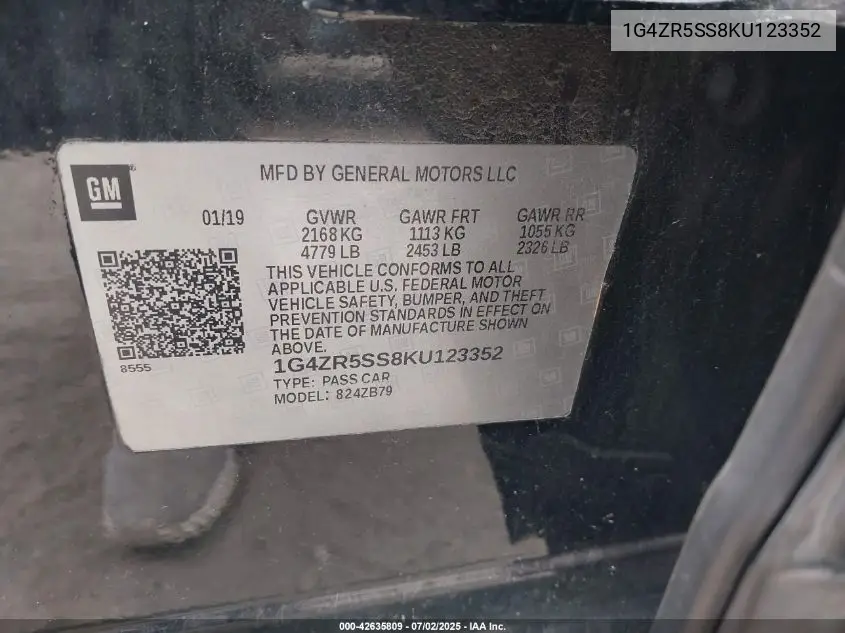 1G4ZR5SS8KU123352
GM
MFD BY GENERAL MOTORS LLC
01/19 GVWR GAWR FRT GAWR RR
2168 KG 1113 KG 1055 KG
4779 LB 2453 LB 2326 LB
THIS VEHICLE CONFORMS TO ALL
APPLICABLE U.S. FEDERAL MOTOR
VEHICLE SAFETY, BUMPER, AND THEFT
PREVENTION STANDARDS IN EFFECT ON
THE DATE OF MANUFACTURE SHOWN
ABOVE.
8555
1G4ZR5SS8KU123352
TYPE: PASS CAR
MODEL: 824ZB79
000-42635809 - 07/02/2025 - IAA Inc.